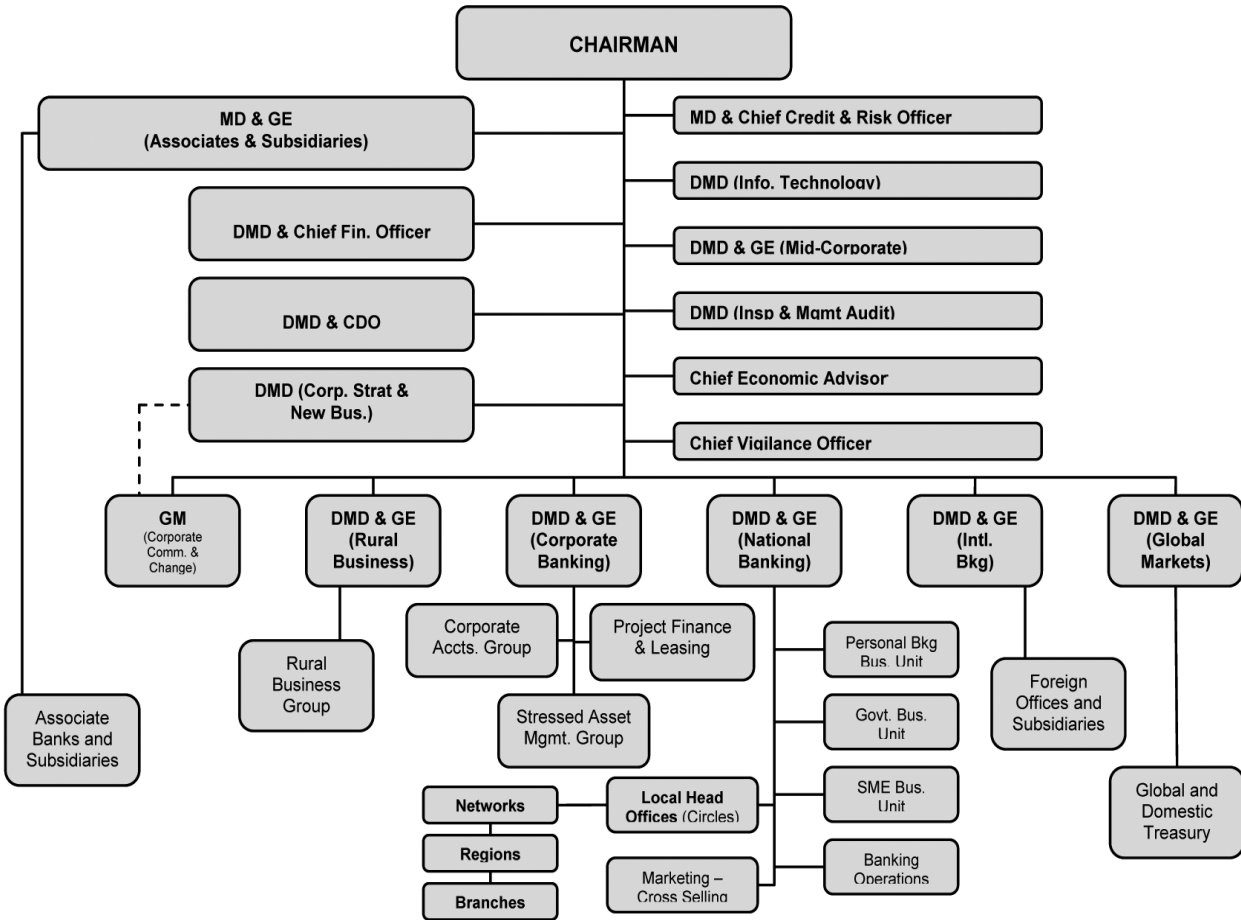 CHAIRMAN
MD & GE
(Associates & Subsidiaries)
MD & Chief Credit & Risk Officer
DMD (Info. Technology)
DMD & Chief Fin. Officer
DMD & GE (Mid-Corporate)
DMD & CDO
DMD (Insp & Mgmt Audit)
DMD (Corp. Strat &
New Bus.)
Chief Economic Advisor
Chief Vigilance Officer
GM
(Corporate
Comm. &
Change)
DMD & GE
(Rural
Business)
DMD & GE
(Corporate
Banking)
DMD & GE
(National
Banking)
DMD & GE
(Intl.
Bkg)
DMD & GE
(Global
Markets)
Associate
Banks and
Subsidiaries
Rural
Business
Group
Corporate
Accts. Group
Project Finance
& Leasing
Stressed Asset
Mgmt. Group
Personal Bkg
Bus. Unit
Govt. Bus.
Unit
SME Bus.
Unit
Banking
Operations
Local Head
Offices (Circles)
Marketing –
Cross Selling
Networks
Regions
Branches
Foreign
Offices and
Subsidiaries
Global and
Domestic
Treasury